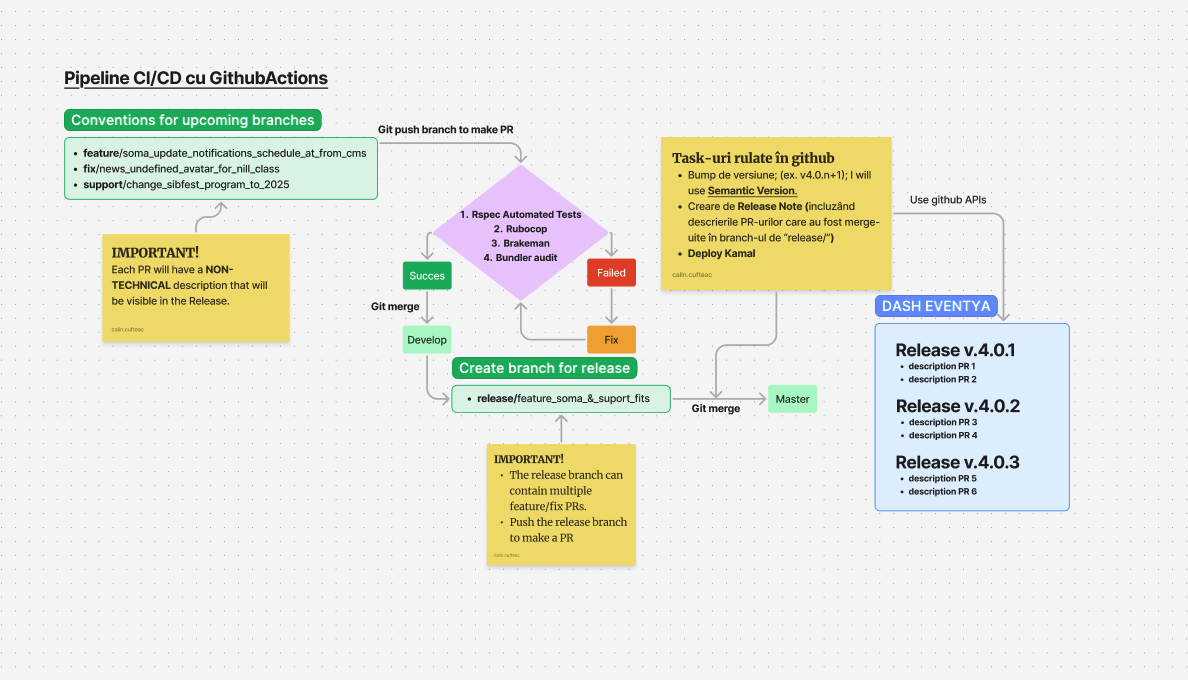 Pipeline CI/CD cu GithubActions
Conventions for upcoming branches
• feature/soma_update_notifications_schedule_at_from_cms
• fix/news_undefined_avatar_for_nill_class
• support/change_sibfest_program_to_2025
IMPORTANT!
Each PR will have a NON-
TECHNICAL description that will
be visible in the Release.
calin.cufteac
Git push branch to make PR
1. Rspec Automated Tests
2. Rubocop
3. Brakeman
4. Bundler audit
Succes
Failed
Git merge
Develop
Fix
Create branch for release
• release/feature_soma_&_suport_fits
Git merge
Master
IMPORTANT!
• The release branch can
contain multiple
feature/fix PRs.
• Push the release branch
to make a PR
calin.cufteac
Task-uri rulate în github
• Bump de versiune; (ex. v4.0.n+1); I will
use Semantic Version.
• Creare de Release Note (incluzând
descrierile PR-urilor care au fost merge-
uite în branch-ul de “release/”)
• Deploy Kamal
calin.cufteac
Use github APIs
DASH EVENTYA
Release v.4.0.1
• description PR 1
• description PR 2
Release v.4.0.2
• description PR 3
• description PR 4
Release v.4.0.3
• description PR 5
• description PR 6